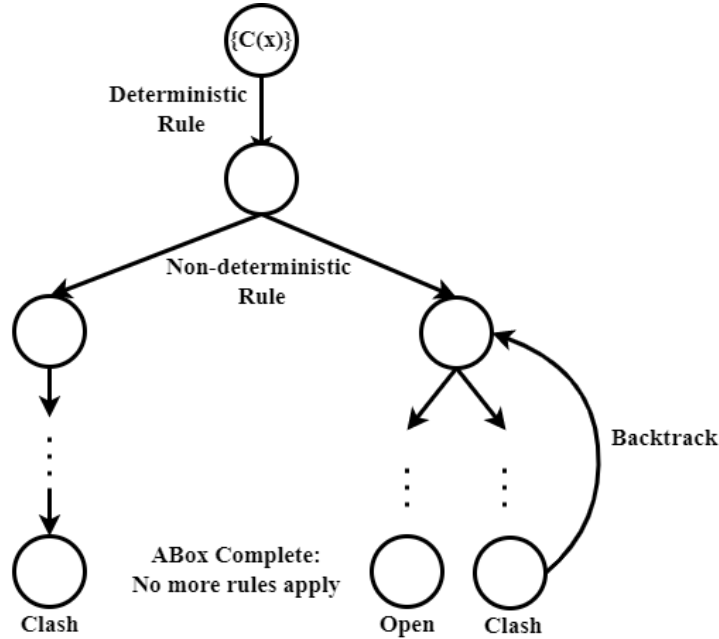 {C(x)}
Deterministic
Rule
Non-deterministic
Rule
Backtrack
ABox Complete:
No more rules apply
Clash
Open
Clash